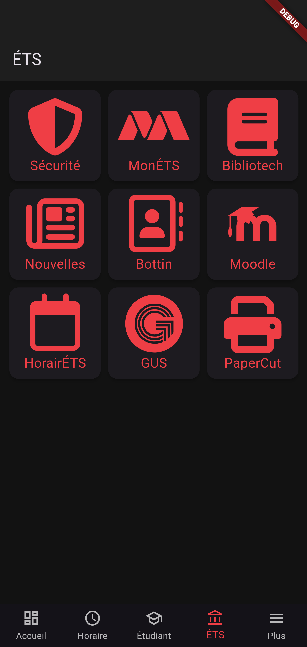 DEBUG
ÉTS
Sécurité
MonÉTS
Bibliotech
Nouvelles
Bottin
Moodle
HorairÉTS
GUS
PaperCut
Accueil
Horaire
Étudiant
ÉTS
Plus